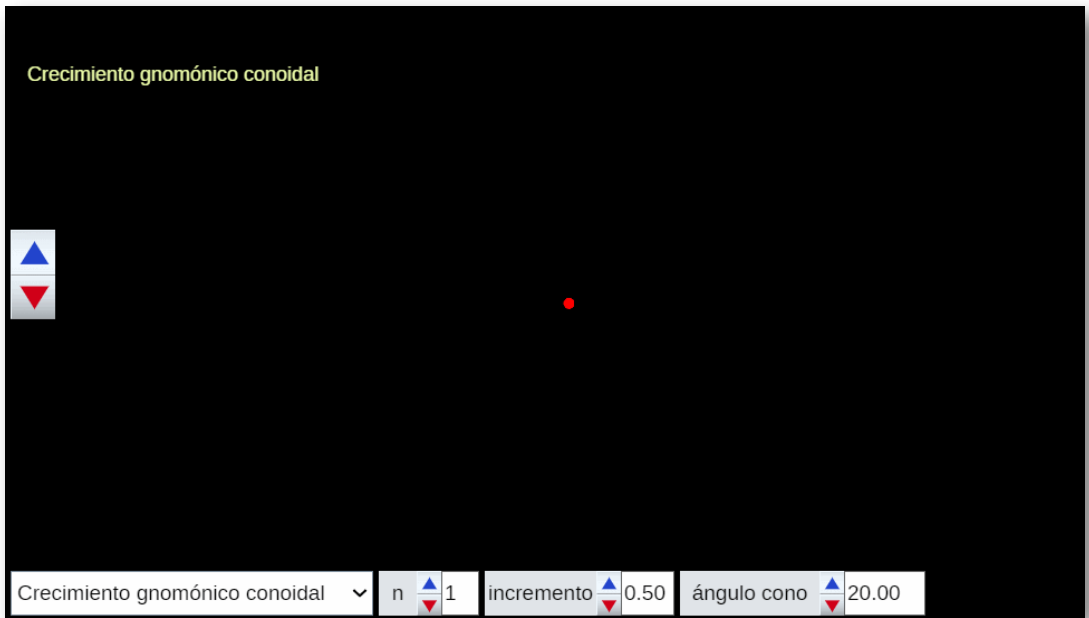 Crecimiento gnomónico conoidal
Crecimiento gnomónico conoidal n 1 incremento 0.50 ángulo cono 20.00